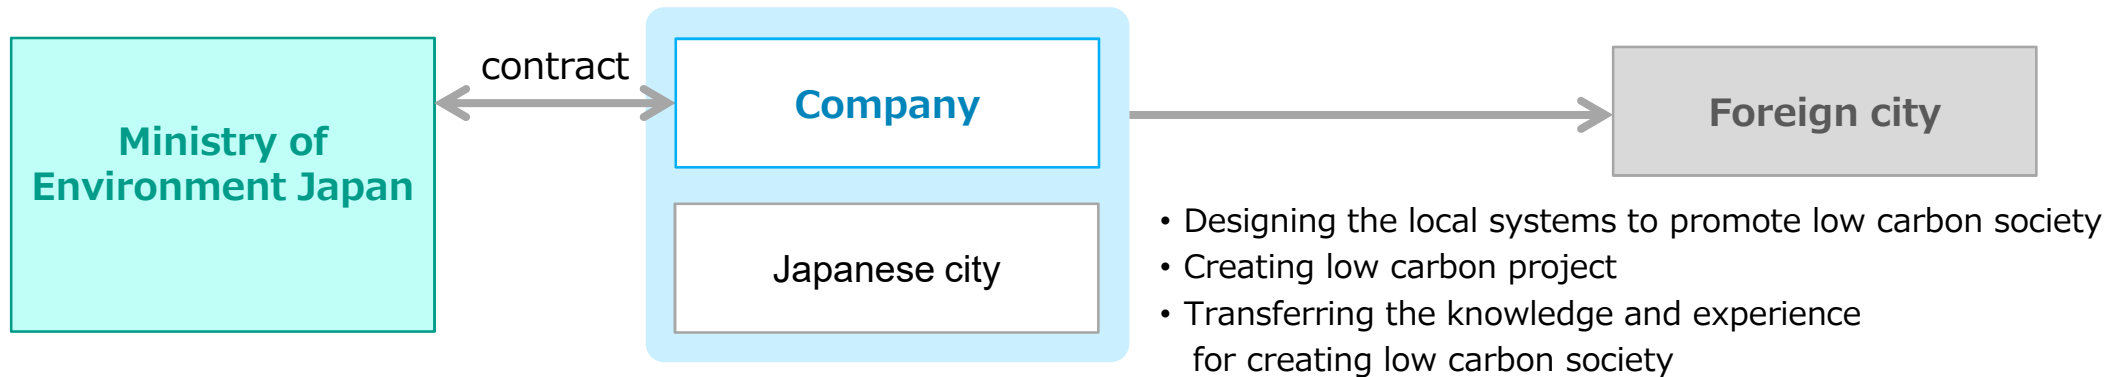 Ministry of
Environment Japan
contract
Company
Japanese city
Foreign city
• Designing the local systems to promote low carbon society
• Creating low carbon project
• Transferring the knowledge and experience
for creating low carbon society